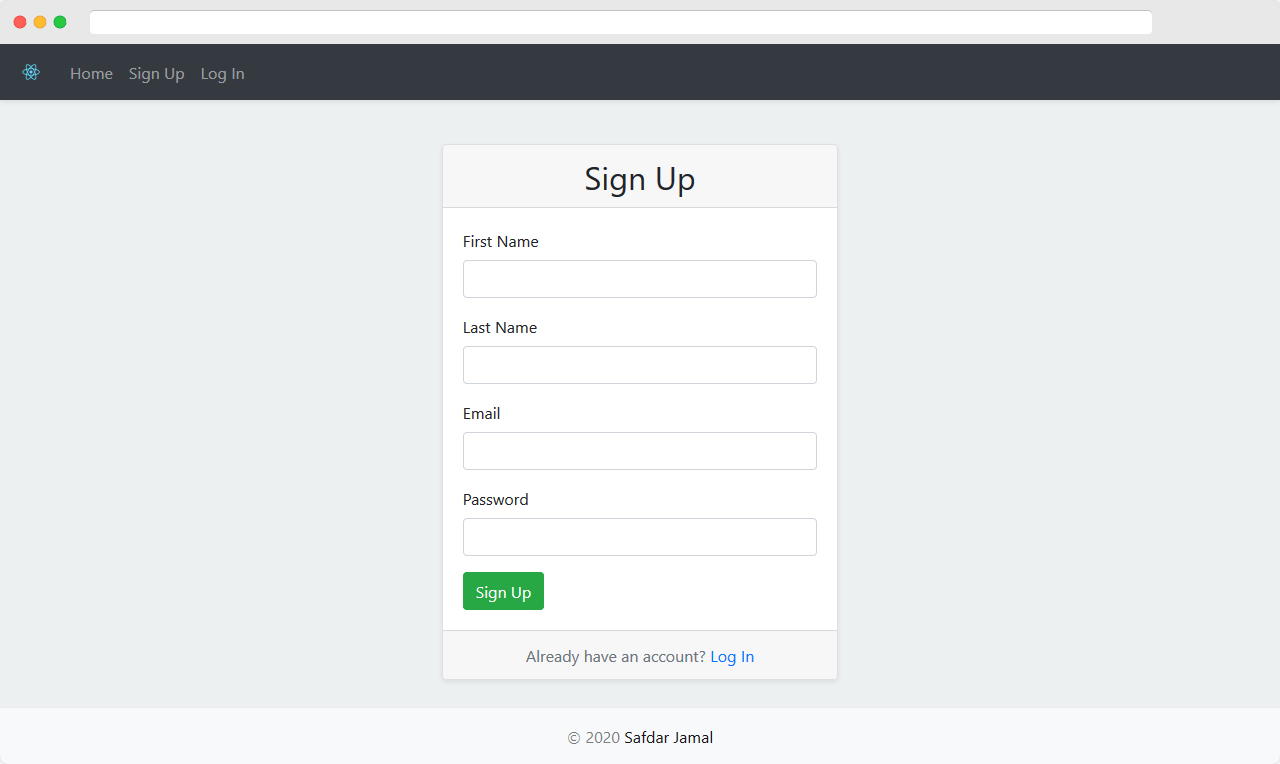 Home Sign Up Log In
Sign Up
First Name
Last Name
Email
Password
Sign Up
Already have an account? Log In
© 2020 Safdar Jamal